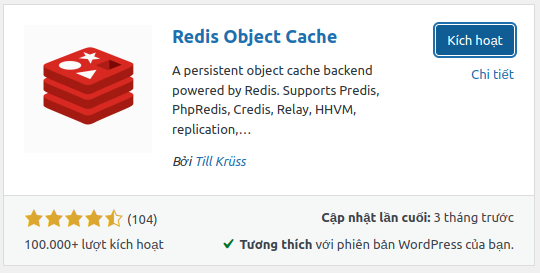 Redis Object Cache
Kích hoạt
Chi tiết
A persistent object cache backend
powered by Redis. Supports Predis,
PhpRedis, Credis, Relay, HHVM,
replication,…
Bởi Till Krüss
(104)
Cập nhật lần cuối: 3 tháng trước
100.000+ lượt kích hoạt
Tương thích với phiên bản WordPress của bạn.